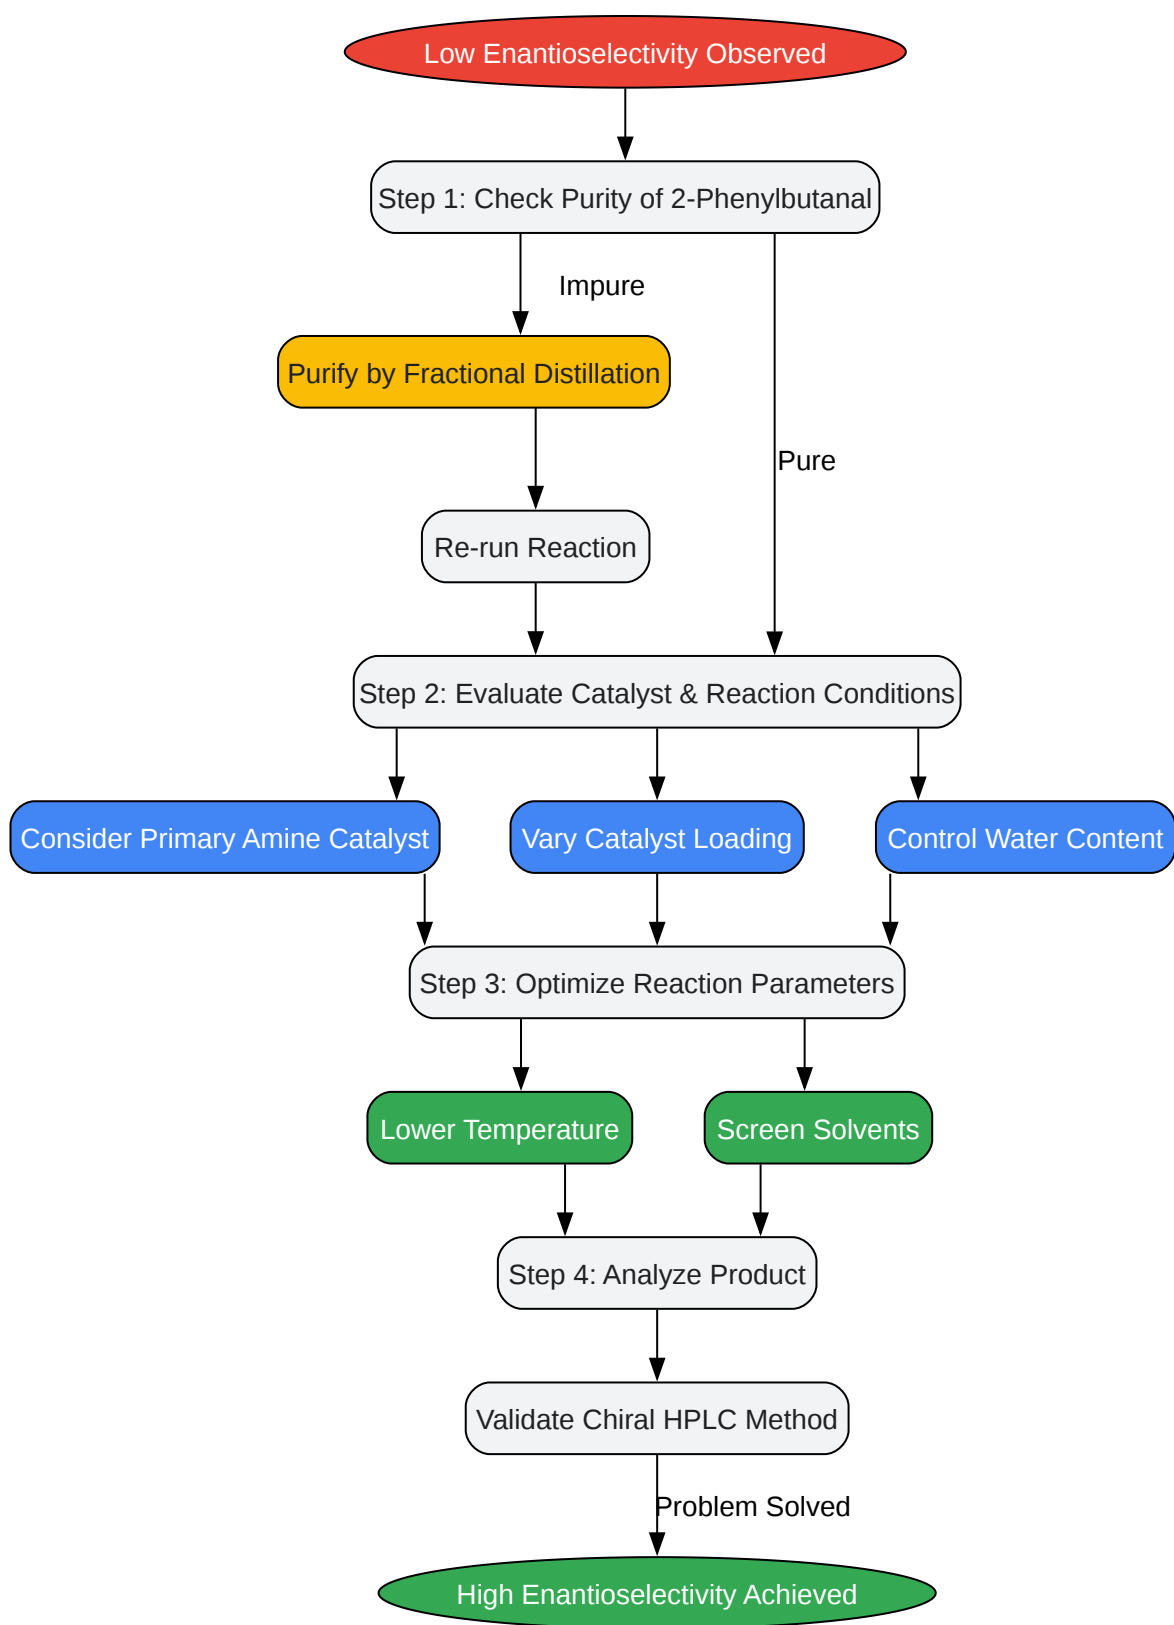 Low Enantioselectivity Observed
Step 1: Check Purity of 2-Phenylbutanal
Impure
Purify by Fractional Distillation
Pure
Re-run Reaction
Step 2: Evaluate Catalyst & Reaction Conditions
Consider Primary Amine Catalyst
Vary Catalyst Loading
Control Water Content
Step 3: Optimize Reaction Parameters
Lower Temperature
Screen Solvents
Step 4: Analyze Product
Validate Chiral HPLC Method
Problem Solved
High Enantioselectivity Achieved